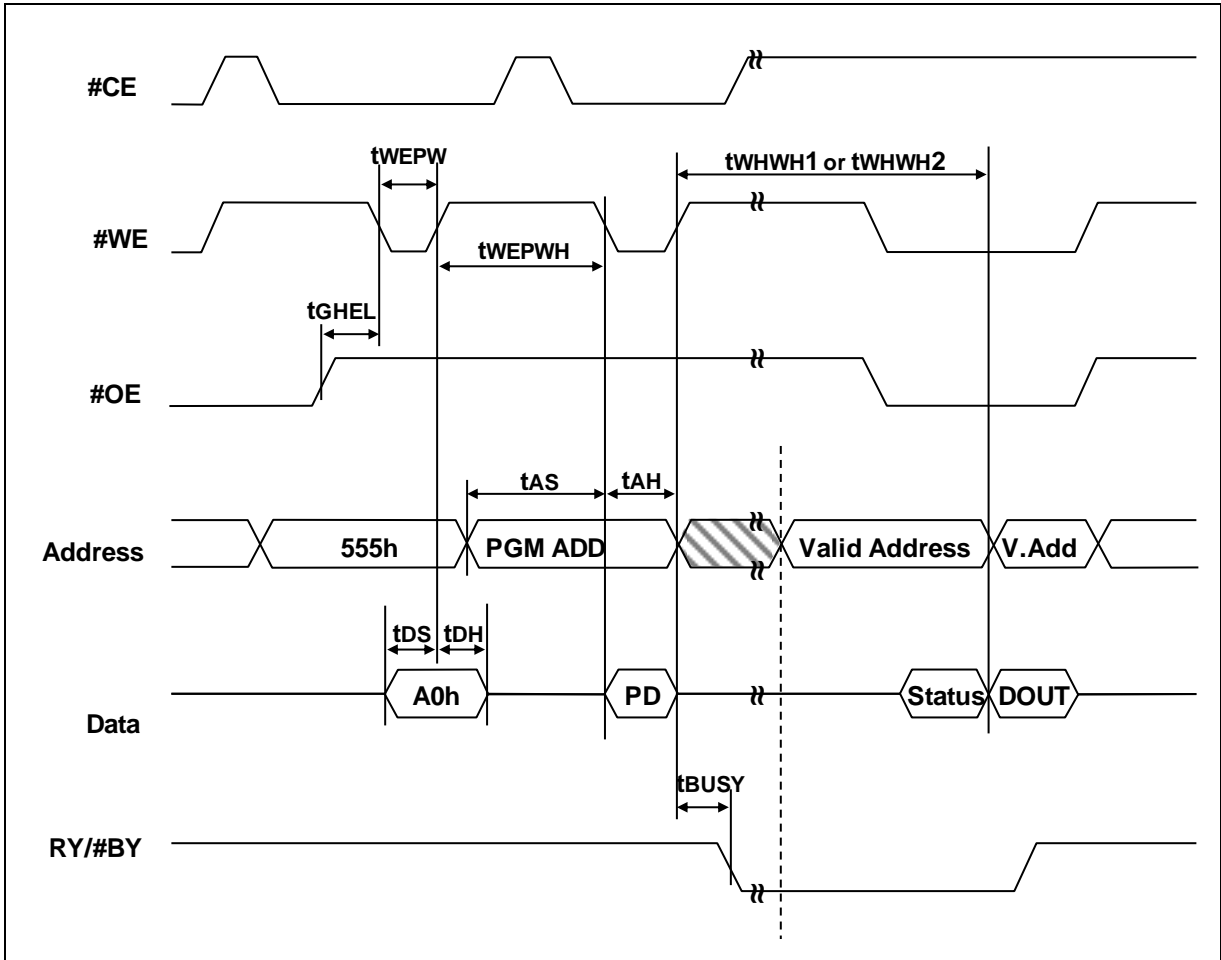 #CE
tWEPW
tWHWH1 or tWHWH2
#WE
tWEPWH
tGHEL
#OE
tAS
tAH
Address
555h
PGM ADD
Valid Address
V.Add
tDS
tDH
A0h
PD
Status
DOUT
Data
tBUSY
RY/#BY